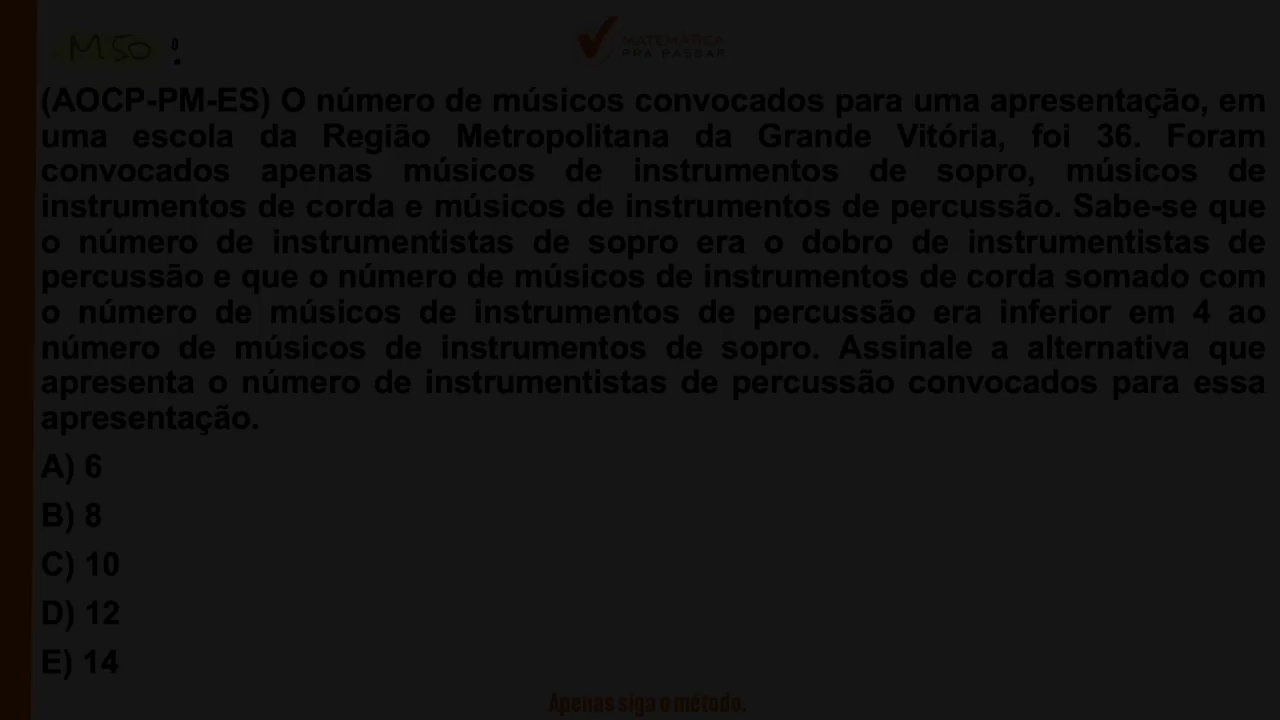 M50 :
MATEMÁTICA
PRA PASSAR
(AOCP-PM-ES) O número de músicos convocados para uma apresentação, em
uma escola da Região Metropolitana da Grande Vitória, foi 36. Foram
convocados apenas músicos de instrumentos de sopro, músicos de
instrumentos de corda e músicos de instrumentos de percussão. Sabe-se que
o número de instrumentistas de sopro era o dobro de instrumentistas de
percussão e que o número de músicos de instrumentos de corda somado com
o número de músicos de instrumentos de percussão era inferior em 4 ao
número de músicos de instrumentos de sopro. Assinale a alternativa que
apresenta o número de instrumentistas de percussão convocados para essa
apresentação.
A) 6
B) 8
C) 10
D) 12
E) 14
Apenas siga o método.